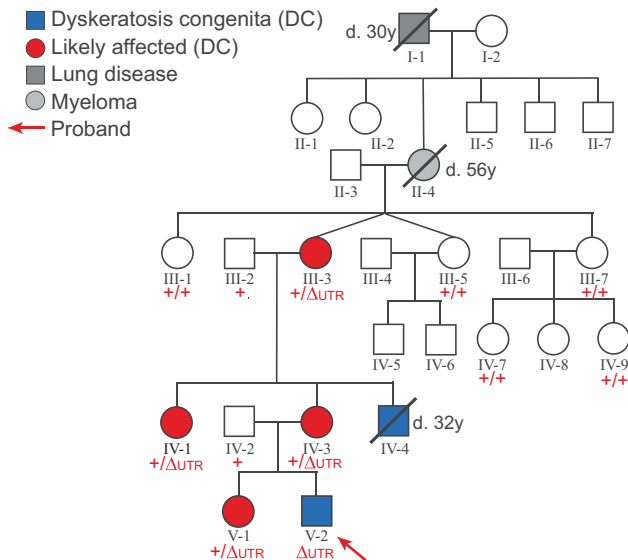 Dyskeratosis congenita (DC)
Likely affected (DC)
Lung disease
Myeloma
Proband
d. 30y
I-1 I-2
II-1 II-2 II-5 II-6 II-7
II-3 II-4 d. 56y
III-1 III-2 III-3 III-4 III-5 III-6 III-7
+/+ +. +/ΔUTR +/+ +/+
IV-5 IV-6 IV-7 IV-8 IV-9
+/+ +/+
IV-1 IV-2 IV-3 IV-4 d. 32y
+/ΔUTR + +/ΔUTR
V-1 V-2
+/ΔUTR ΔUTR